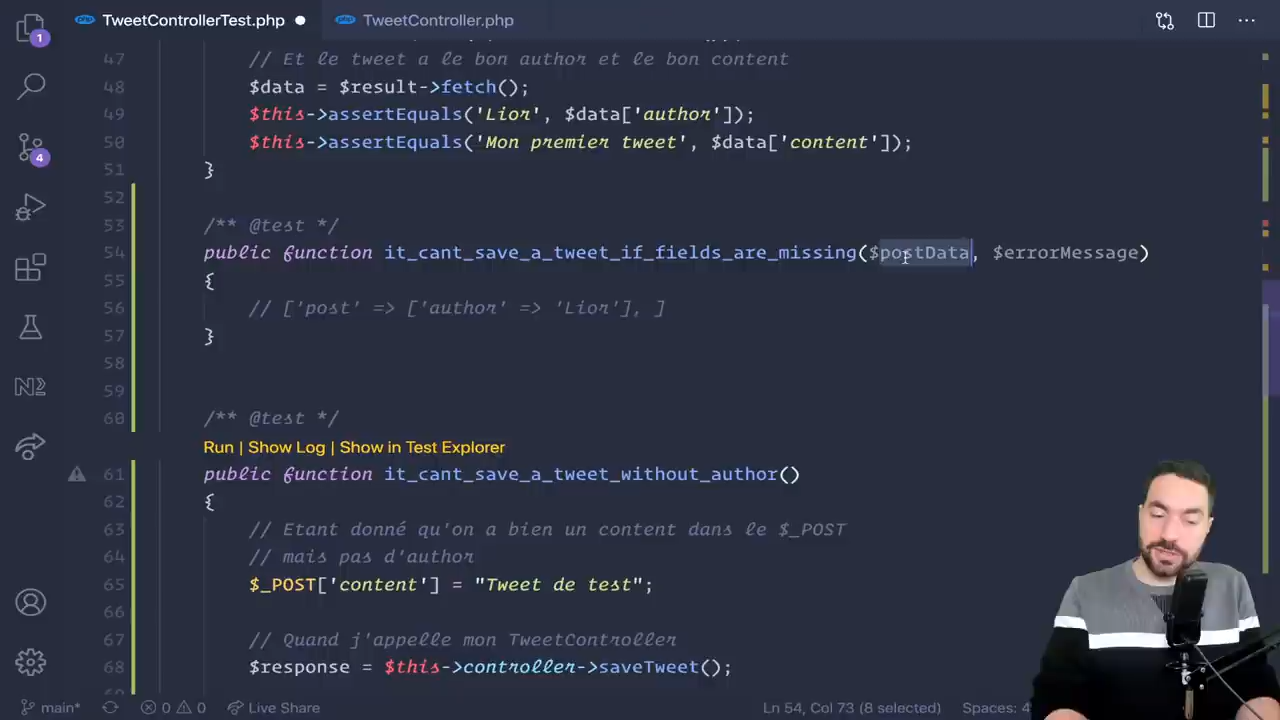 TweetControllerTest.php
TweetController.php
47 // Et le tweet a le bon author et le bon content
48 $data = $result->fetch();
49 $this->assertEquals('Lior', $data['author']);
50 $this->assertEquals('Mon premier tweet', $data['content']);
51 }
52
53 /** @test */
54 public function it_cant_save_a_tweet_if_fields_are_missing($postData, $errorMessage)
55 {
56 // ['post' => ['author' => 'Lior'], ]
57 }
58
59
60 /** @test */
Run | Show Log | Show in Test Explorer
61 public function it_cant_save_a_tweet_without_author()
62 {
63 // Etant donné qu'on a bien un content dans le $_POST
64 // mais pas d'author
65 $_POST['content'] = "Tweet de test";
66
67 // Quand j'appelle mon TweetController
68 $response = $this->controller->saveTweet();
1
4
main* 0 0 Live Share Ln 54, Col 73 (8 selected) Spaces: